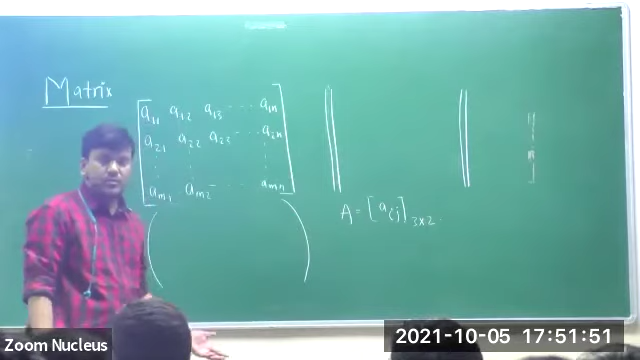 Matrix
a11 a12 a13 ---- a1n
a21 a22 a23 ---- a2n
am1 am2 - ---- amn
A = [aij]3x2.
2021-10-05 17:51:51
Zoom Nucleus